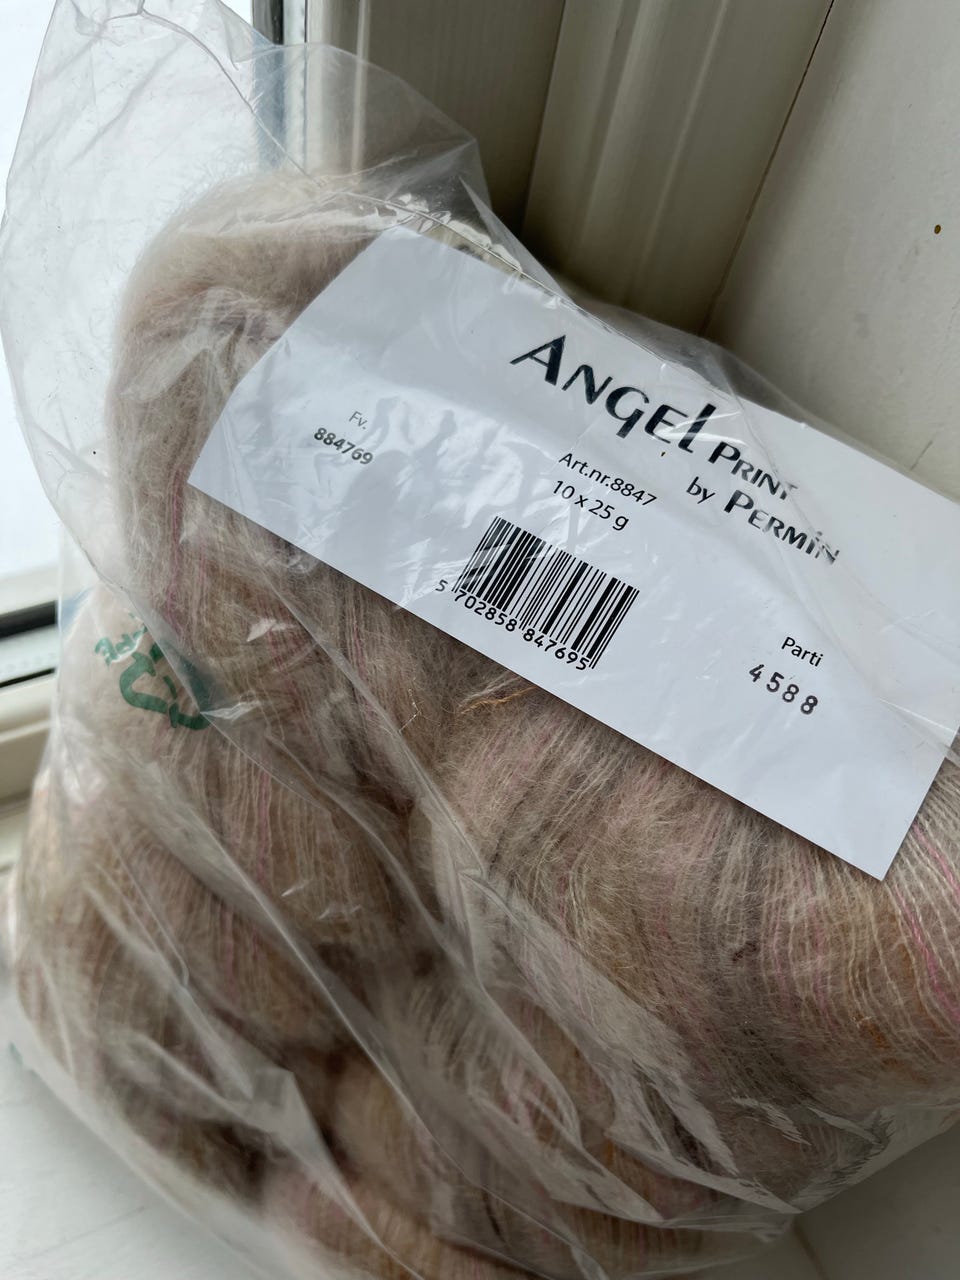 ANGEL PRINT
by PERMIN
Fv.
884769
Art.nr.8847
10 x 25 g
5 702858 847695
Parti
4588